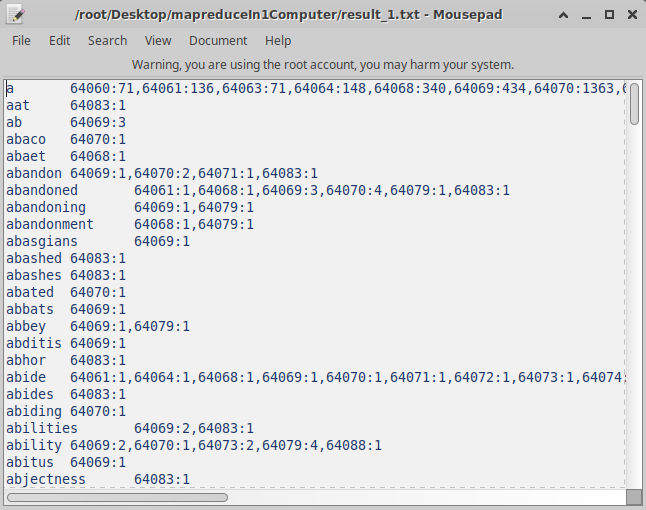 /root/Desktop/mapreduceIn1Computer/result_1.txt - Mousepad
File Edit Search View Document Help
Warning, you are using the root account, you may harm your system.
a 64060:71,64061:136,63063:71,64064:148,64068:340,64069:434,64070:1363,6
aat 64083:1
ab 64069:3
abaco 64070:1
abaet 64068:1
abandon 64069:1,64070:2,64071:1,64083:1
abandoned 64061:1,64068:1,64069:3,64070:4,64079:1,64083:1
abandoning 64069:1,64079:1
abandonment 64068:1,64079:1
abasgians 64069:1
abashed 64083:1
abashes 64083:1
abated 64070:1
abbats 64069:1
abbey 64069:1,64079:1
abditis 64069:1
abhor 64083:1
abide 64061:1,64064:1,64068:1,64069:1,64070:1,64071:1,64072:1,64073:1,64074:
abides 64083:1
abiding 64070:1
abilities 64069:2,64083:1
ability 64069:2,64070:1,64073:2,64079:4,64088:1
abitus 64069:1
abjectness 64083:1